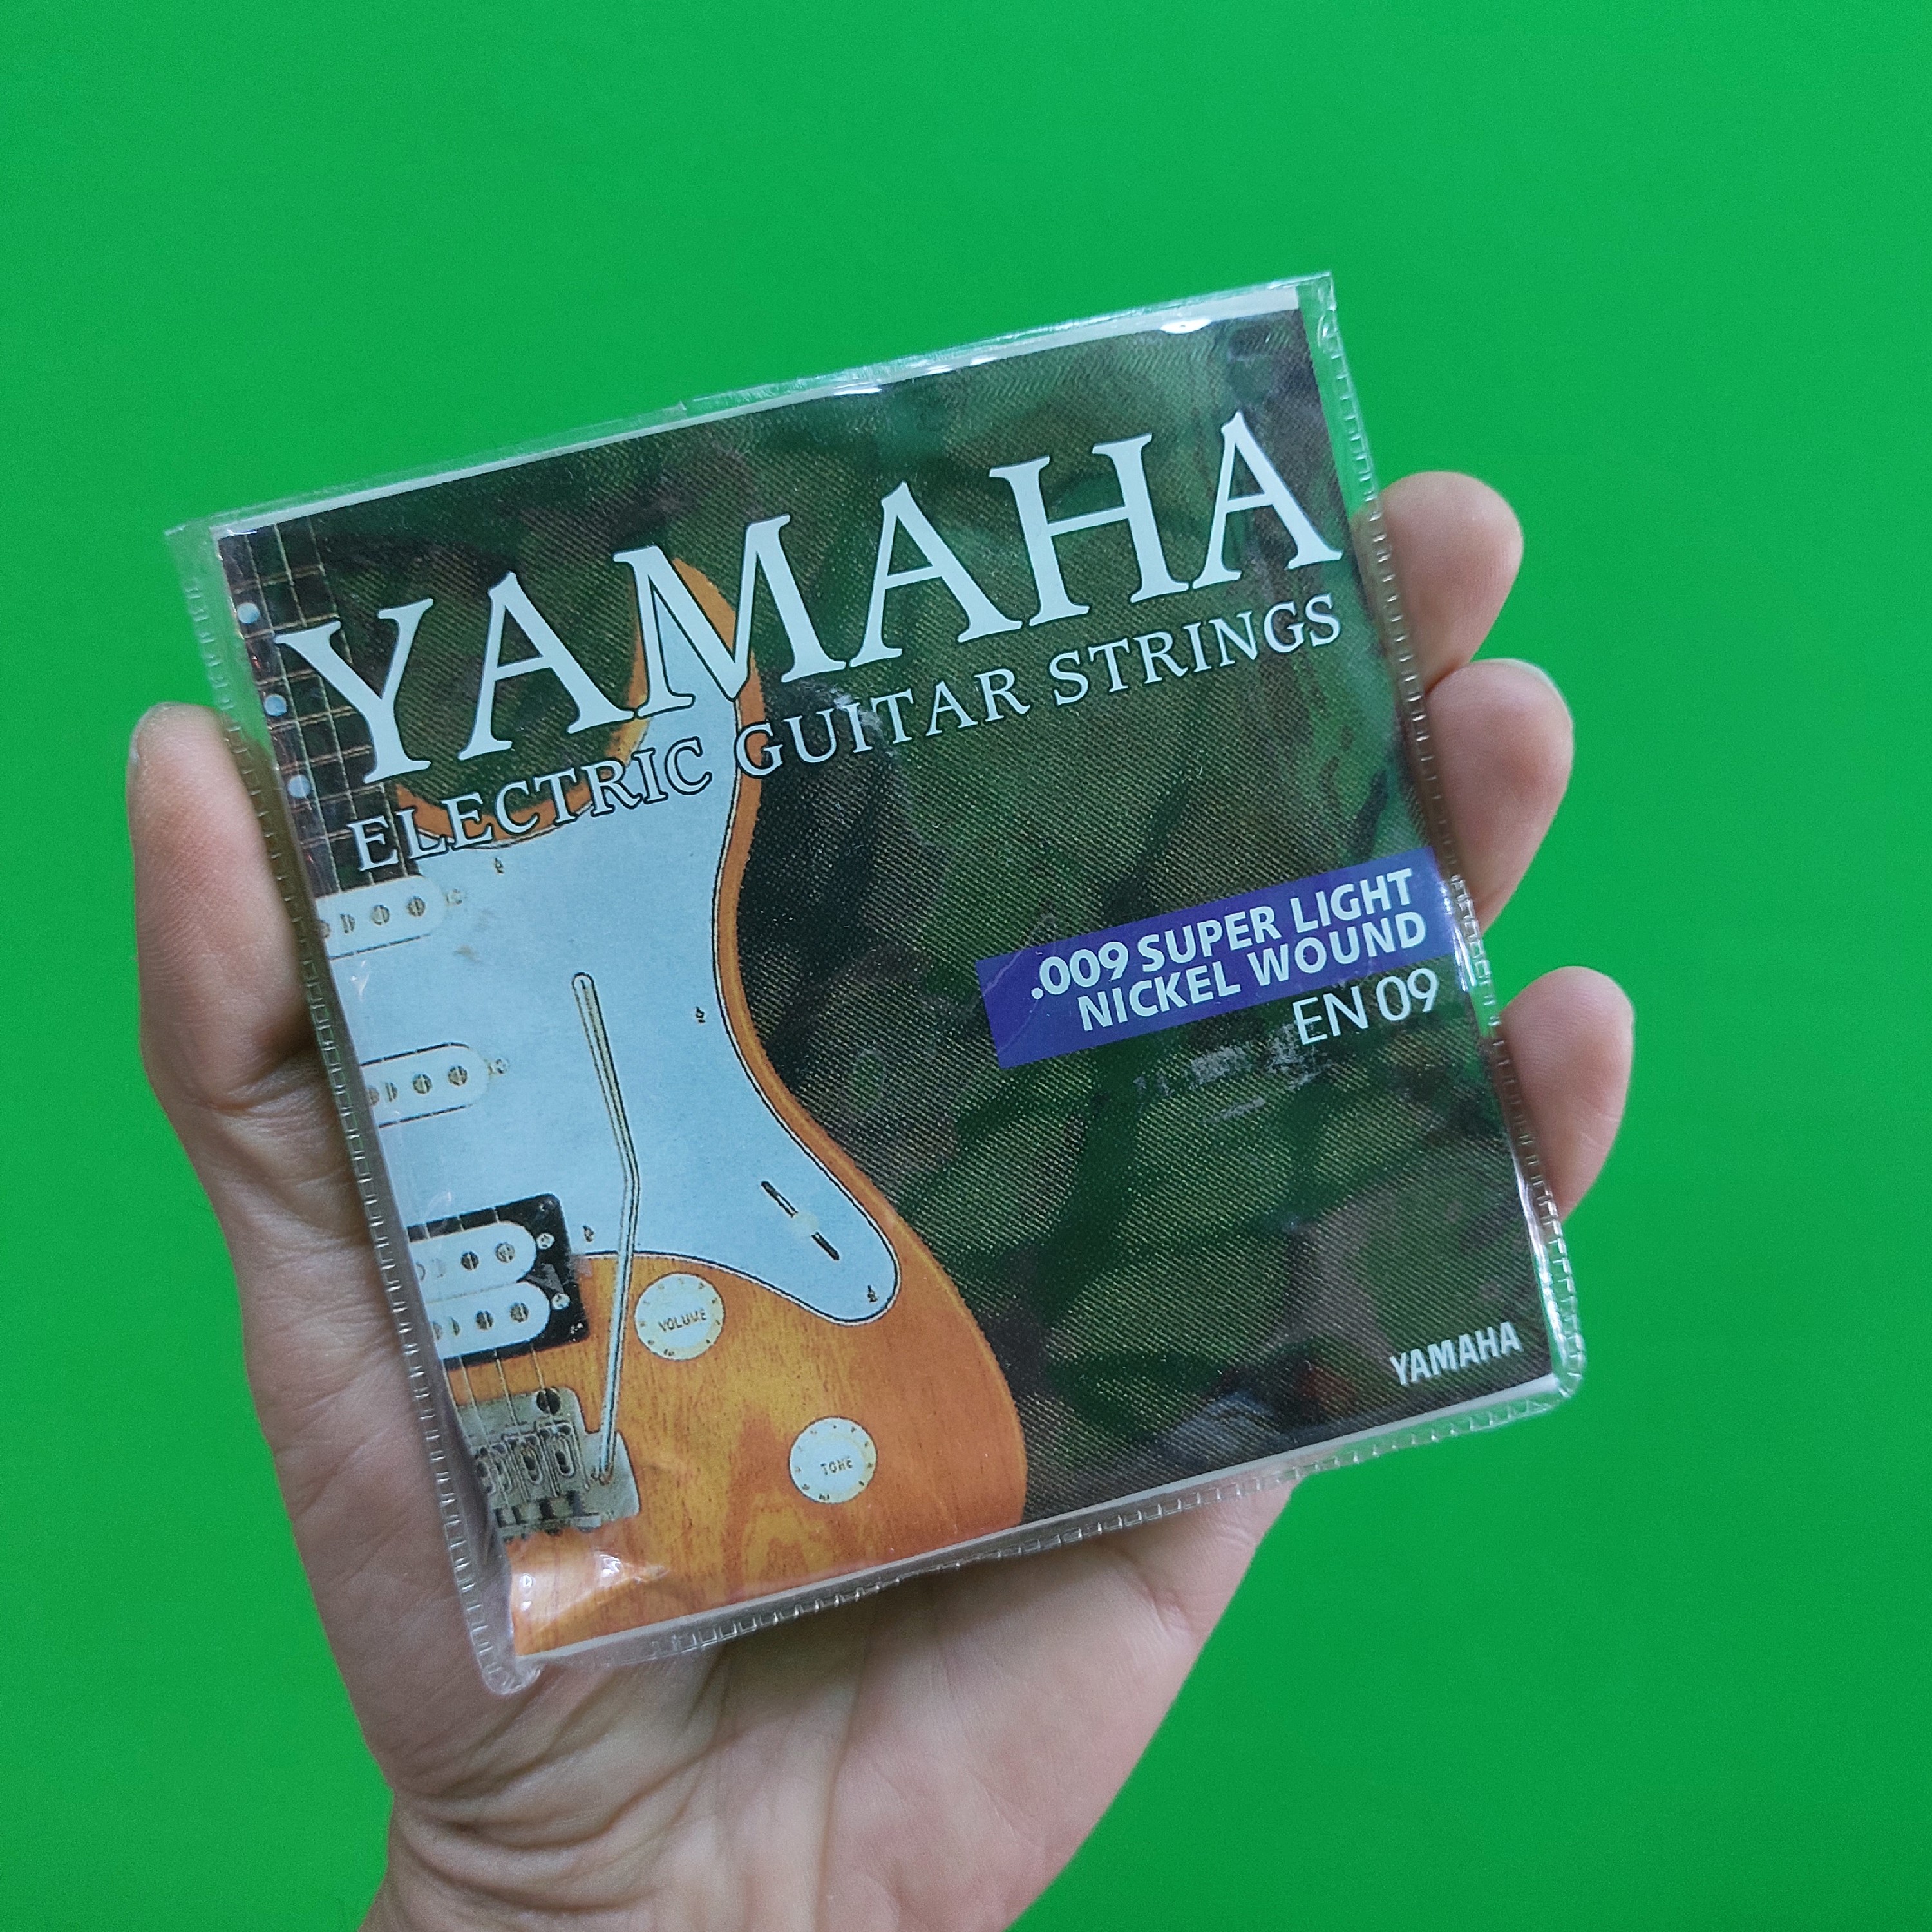 YAMAHA
ELECTRIC GUITAR STRINGS
.009 SUPER LIGHT
NICKEL WOUND
EN 09
VOLUME
TONE
YAMAHA